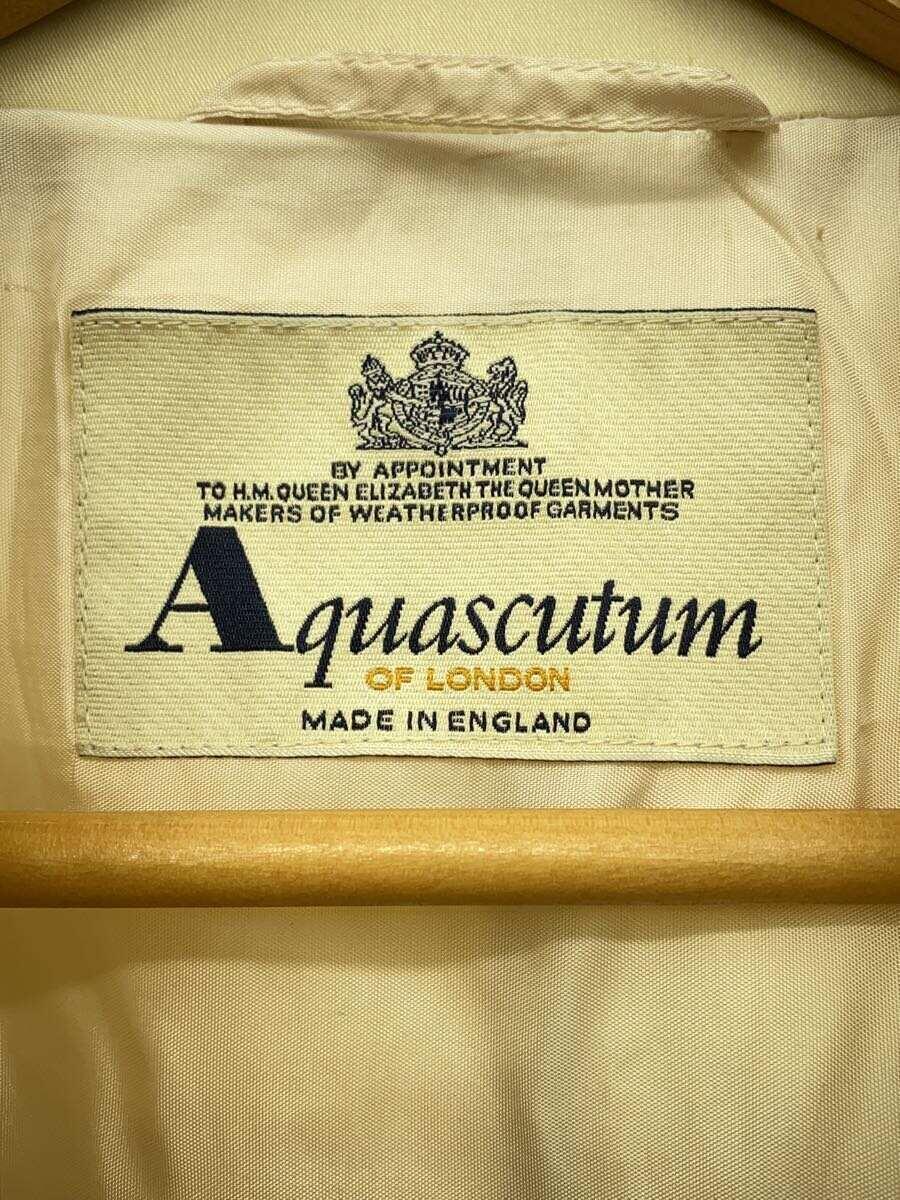 BY APPOINTMENT
TO H.M. QUEEN ELIZABETH THE QUEEN MOTHER
MAKERS OF WEATHERPROOF GARMENTS
Aquascutum
OF LONDON
MADE IN ENGLAND